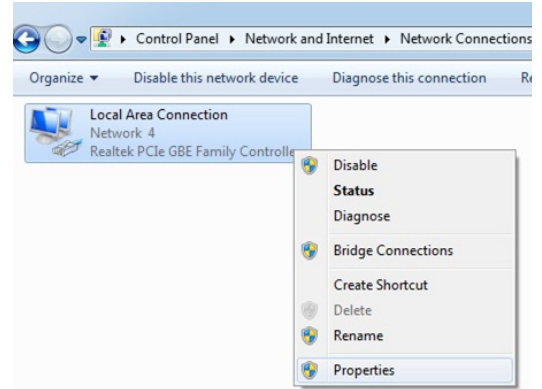 Control Panel ▸ Network and Internet ▸ Network Connections
Organize ▾ Disable this network device Diagnose this connection
Local Area Connection
Network 4
Realtek PCIe GBE Family Controlle
Disable
Status
Diagnose
Bridge Connections
Create Shortcut
Delete
Rename
Properties